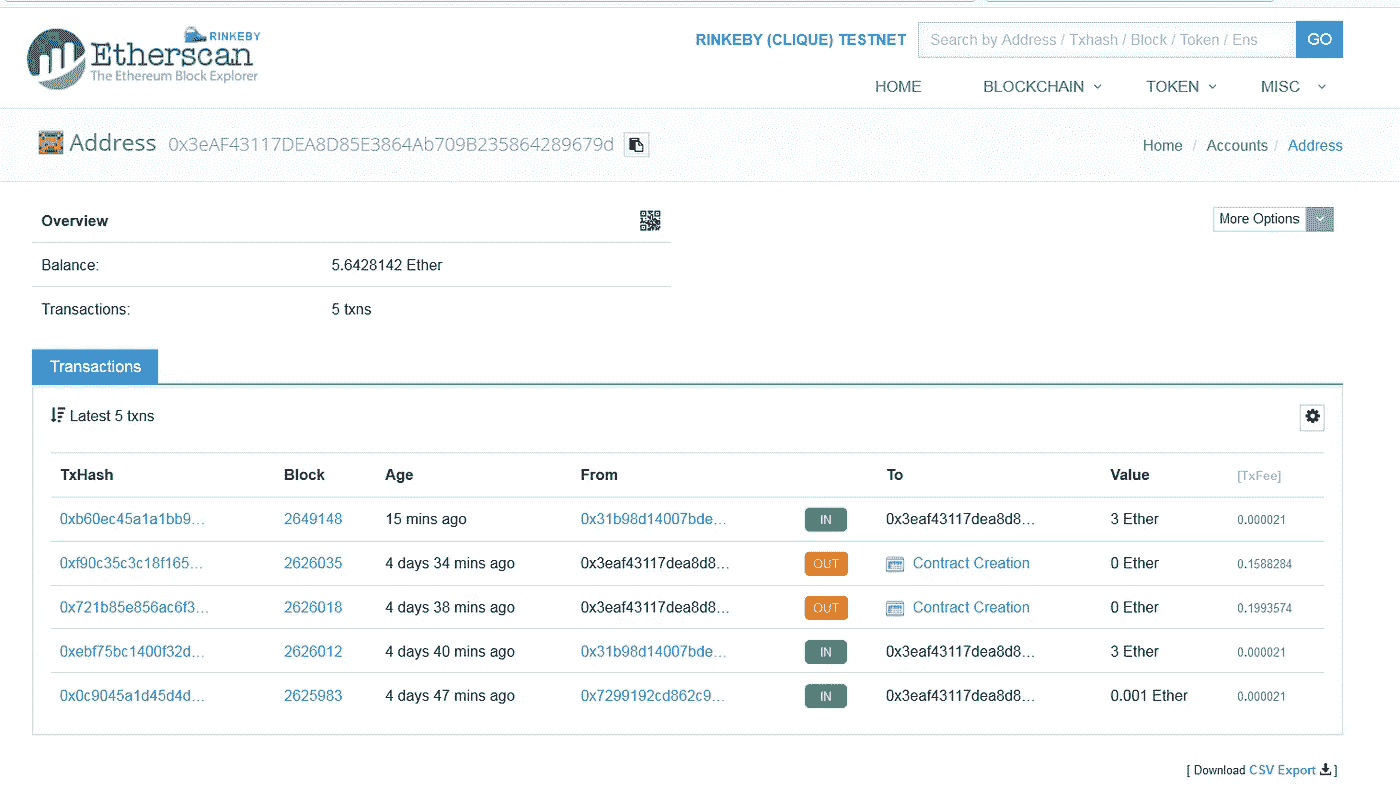 RINKEBY
Etherscan
The Ethereum Block Explorer
RINKEBY (CLIQUE) TESTNET Search by Address / Txhash / Block / Token / Ens GO
HOME BLOCKCHAIN TOKEN MISC
Address 0x3eAF43117DEA8D85E3864Ab709B235864289679d Home / Accounts / Address
Overview More Options
Balance: 5.6428142 Ether
Transactions: 5 txns
Transactions
Latest 5 txns
TxHash Block Age From To Value [TxFee]
0xb60ec45a1a1bb9... 2649148 15 mins ago 0x31b98d14007bde... IN 0x3eaf43117dea8d8... 3 Ether 0.000021
0xf90c35c3c18f165... 2626035 4 days 34 mins ago 0x3eaf43117dea8d8... OUT Contract Creation 0 Ether 0.1588284
0x721b85e856ac6f3... 2626018 4 days 38 mins ago 0x3eaf43117dea8d8... OUT Contract Creation 0 Ether 0.1993574
0xebf75bc1400f32d... 2626012 4 days 40 mins ago 0x31b98d14007bde... IN 0x3eaf43117dea8d8... 3 Ether 0.000021
0x0c9045a1d45d4d... 2625983 4 days 47 mins ago 0x7299192cd862c9... IN 0x3eaf43117dea8d8... 0.001 Ether 0.000021
[ Download CSV Export ]